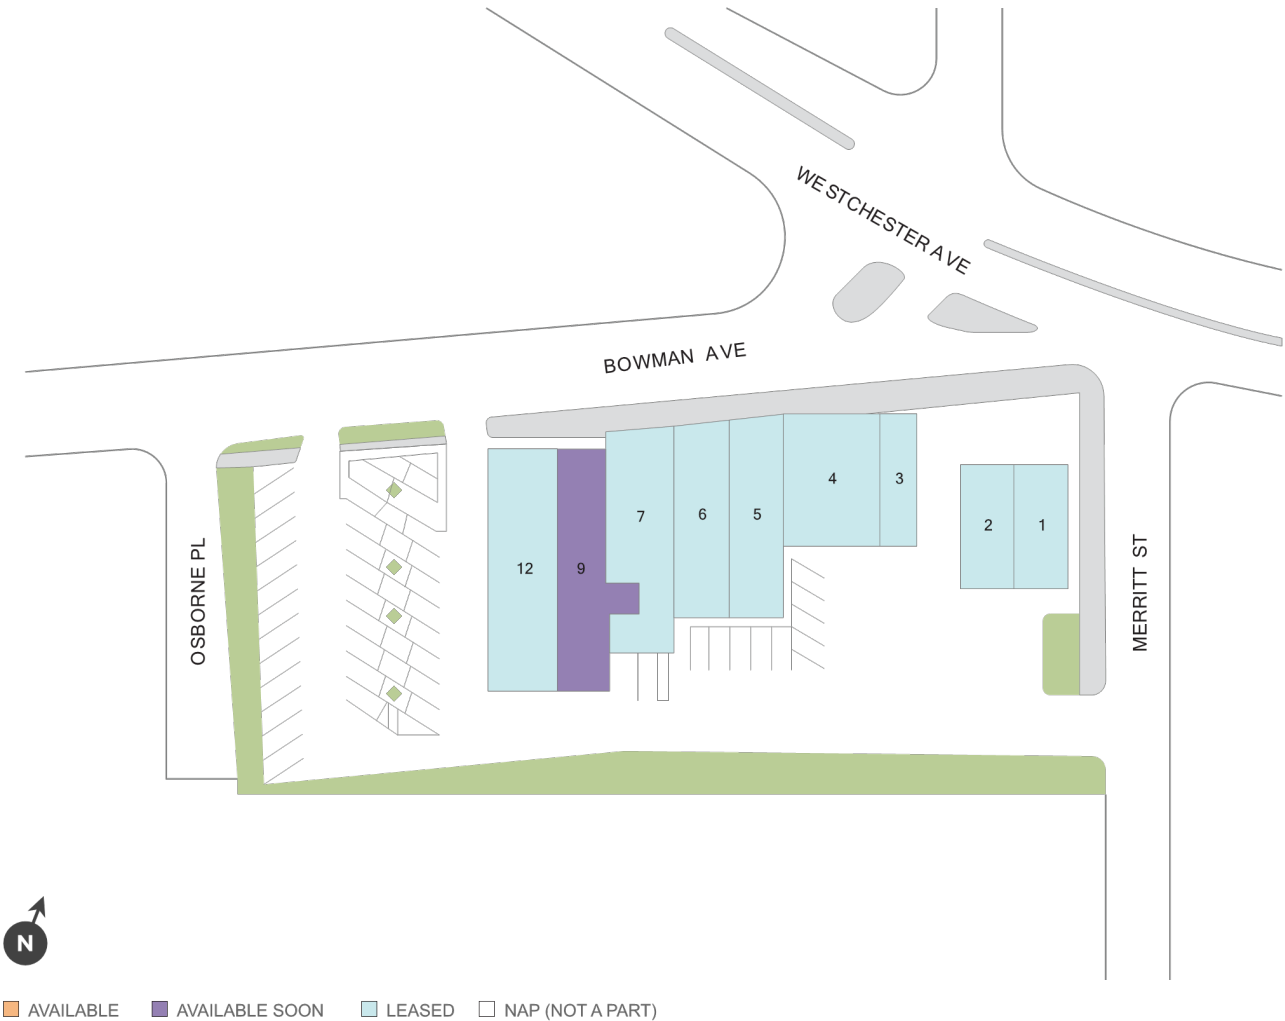 WESTCHESTER AVE
BOWMAN AVE
4
3
7
6
5
2
1
12
9
OSBORNE PL
MERRITT ST
N
AVAILABLE
AVAILABLE SOON
LEASED
NAP (NOT A PART)